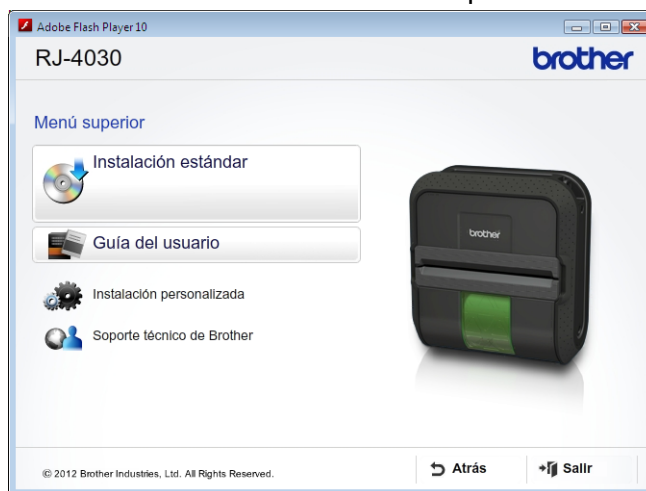 Adobe Flash Player 10
RJ-4030
brother
Menú superior
Instalación estándar
brother
Guía del usuario
Instalación personalizada
Soporte técnico de Brother
© 2012 Brother Industries, Ltd. All Rights Reserved.
Atrás
Salir